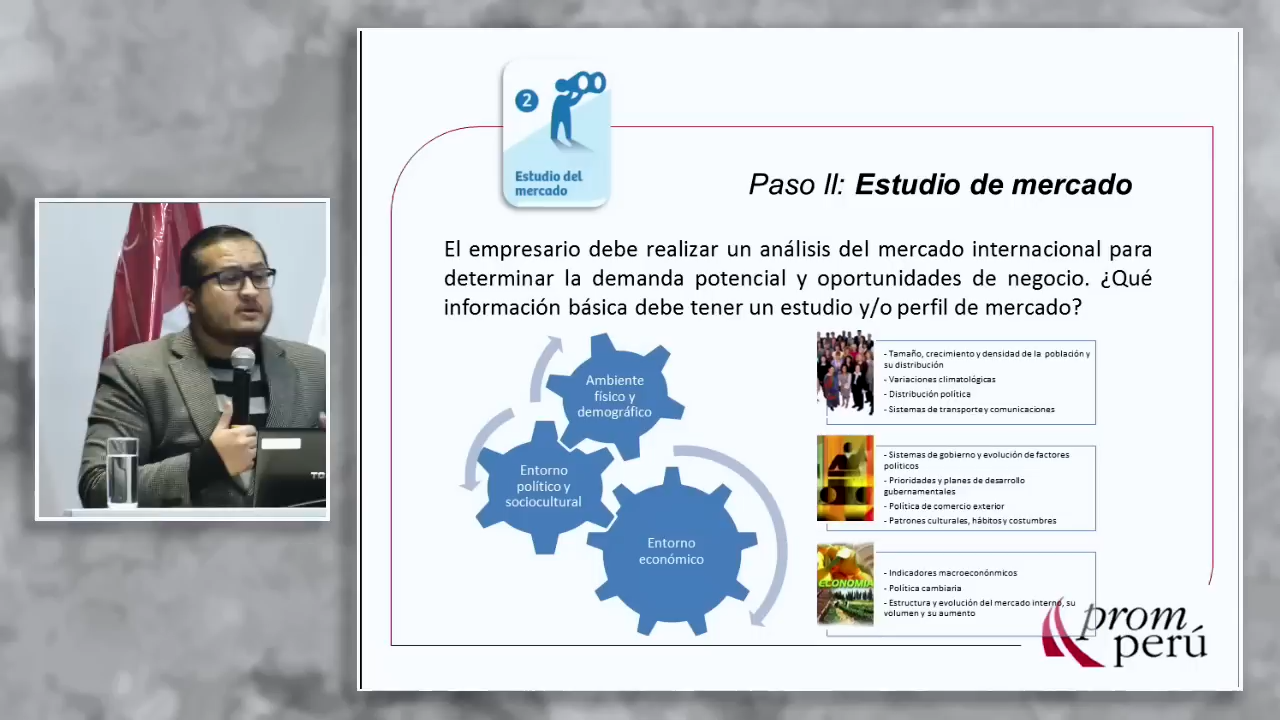 2
Estudio del
mercado
Paso II: Estudio de mercado
El empresario debe realizar un análisis del mercado internacional para
determinar la demanda potencial y oportunidades de negocio. ¿Qué
información básica debe tener un estudio y/o perfil de mercado?
Ambiente
físico y
demográfico
Entorno
político y
sociocultural
Entorno
económico
- Tamaño, crecimiento y densidad de la población y
su distribución
- Variaciones climatológicas
- Distribución política
- Sistemas de transporte y comunicaciones
- Sistemas de gobierno y evolución de factores
políticos
- Prioridades y planes de desarrollo
gubernamentales
- Política de comercio exterior
- Patrones culturales, hábitos y costumbres
ECONOMIA
- Indicadores macroeconónmicos
- Política cambiaria
- Estructura y evolución del mercado interno, su
volumen y su aumento
prom
perú